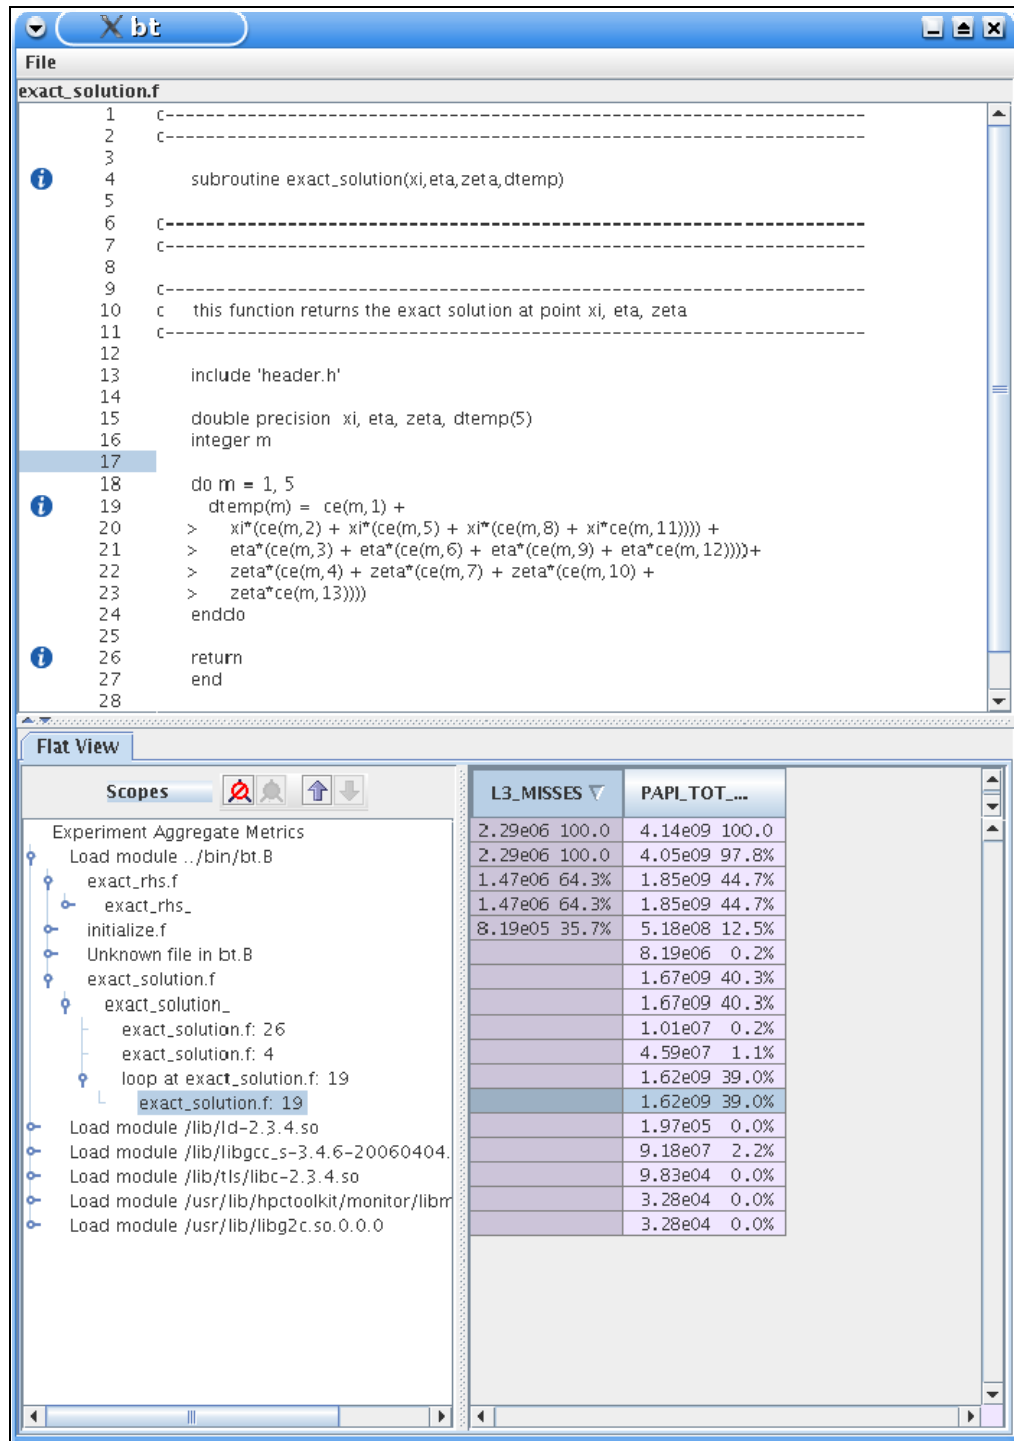 bt
File
exact_solution.f
1 c----------------------------------------------------------------------
2 c----------------------------------------------------------------------
3
4 subroutine exact_solution(xi,eta,zeta,dtemp)
5
6 c----------------------------------------------------------------------
7 c----------------------------------------------------------------------
8
9 c----------------------------------------------------------------------
10 c this function returns the exact solution at point xi, eta, zeta
11 c----------------------------------------------------------------------
12
13 include 'header.h'
14
15 double precision xi, eta, zeta, dtemp(5)
16 integer m
17
18 do m = 1, 5
19 dtemp(m) = ce(m,1) +
20 > xi*(ce(m,2) + xi*(ce(m,5) + xi*(ce(m,8) + xi*ce(m,11)))) +
21 > eta*(ce(m,3) + eta*(ce(m,6) + eta*(ce(m,9) + eta*ce(m,12))))+
22 > zeta*(ce(m,4) + zeta*(ce(m,7) + zeta*(ce(m,10) +
23 > zeta*ce(m,13))))
24 enddo
25
26 return
27 end
28
Flat View
Scopes L3_MISSES PAPI_TOT_...
Experiment Aggregate Metrics 2.29e06 100.0 4.14e09 100.0
Load module ../bin/bt.B 2.29e06 100.0 4.05e09 97.8%
exact_rhs.f 1.47e06 64.3% 1.85e09 44.7%
exact_rhs_ 1.47e06 64.3% 1.85e09 44.7%
initialize.f 8.19e05 35.7% 5.18e08 12.5%
Unknown file in bt.B 8.19e06 0.2%
exact_solution.f 1.67e09 40.3%
exact_solution_ 1.67e09 40.3%
exact_solution.f: 26 1.01e07 0.2%
exact_solution.f: 4 4.59e07 1.1%
loop at exact_solution.f: 19 1.62e09 39.0%
exact_solution.f: 19 1.62e09 39.0%
Load module /lib/ld-2.3.4.so 1.97e05 0.0%
Load module /lib/libgcc_s-3.4.6-20060404. 9.18e07 2.2%
Load module /lib/tls/libc-2.3.4.so 9.83e04 0.0%
Load module /usr/lib/hpctoolkit/monitor/libm 3.28e04 0.0%
Load module /usr/lib/libg2c.so.0.0.0 3.28e04 0.0%